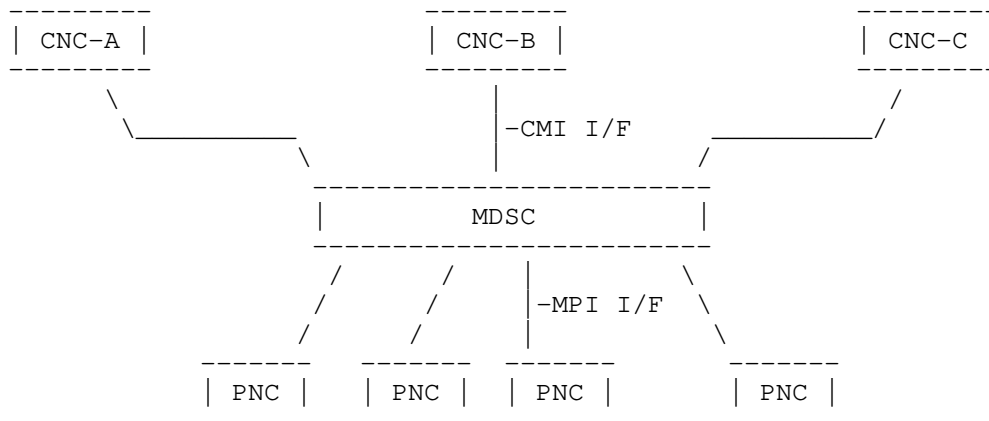 CNC-A CNC-B CNC-C
-CMI I/F
MDSC
-MPI I/F
PNC PNC PNC PNC